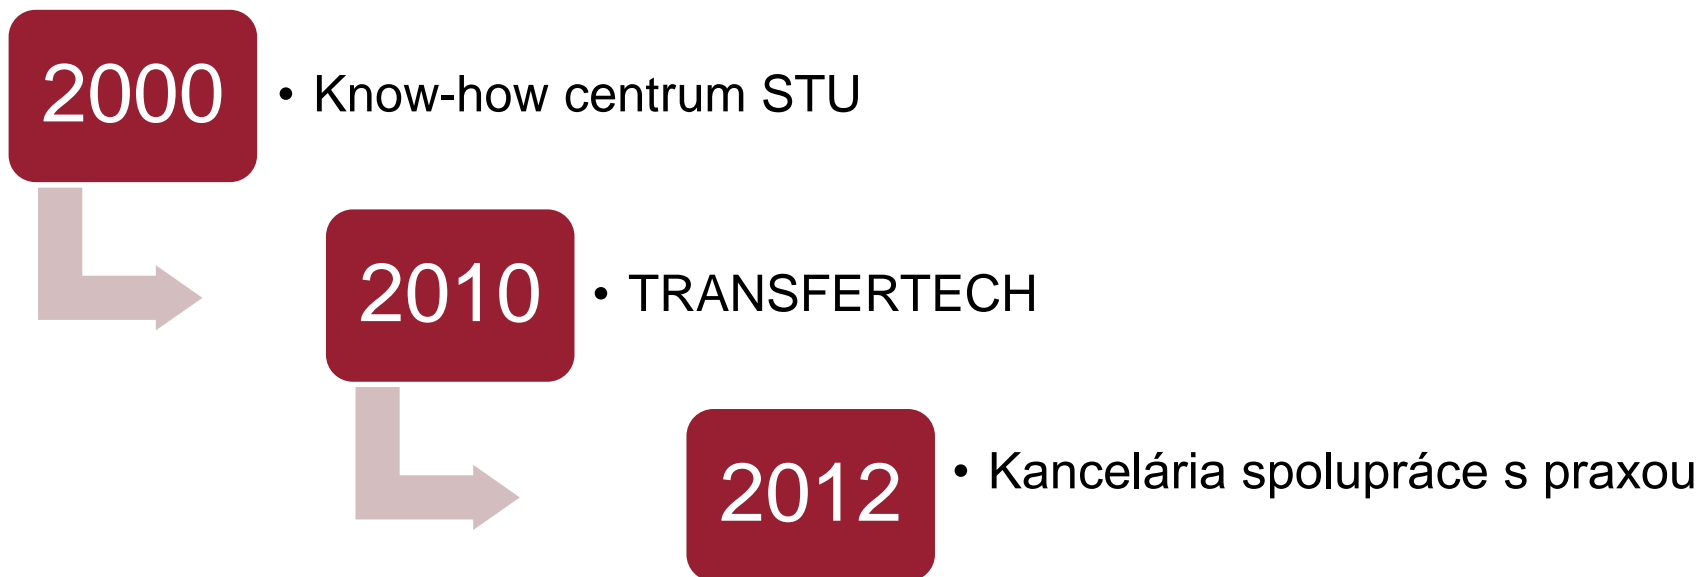 2000
• Know-how centrum STU
2010
• TRANSFERTECH
2012
• Kancelária spolupráce s praxou